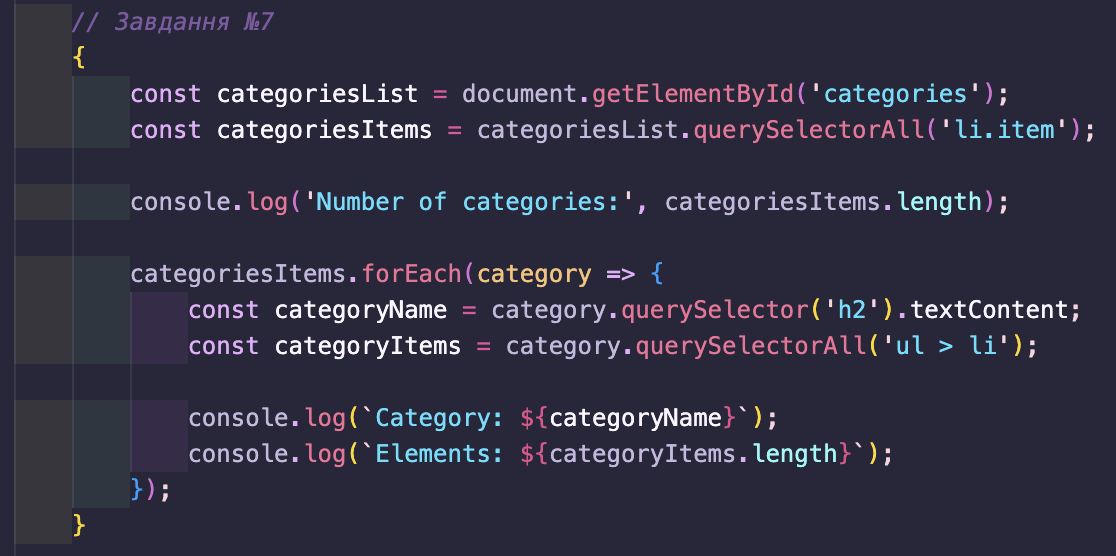 // Завдання №7
{
const categoriesList = document.getElementById('categories');
const categoriesItems = categoriesList.querySelectorAll('li.item');
console.log('Number of categories:', categoriesItems.length);
categoriesItems.forEach(category => {
const categoryName = category.querySelector('h2').textContent;
const categoryItems = category.querySelectorAll('ul > li');
console.log(`Category: ${categoryName}`);
console.log(`Elements: ${categoryItems.length}`);
});
}